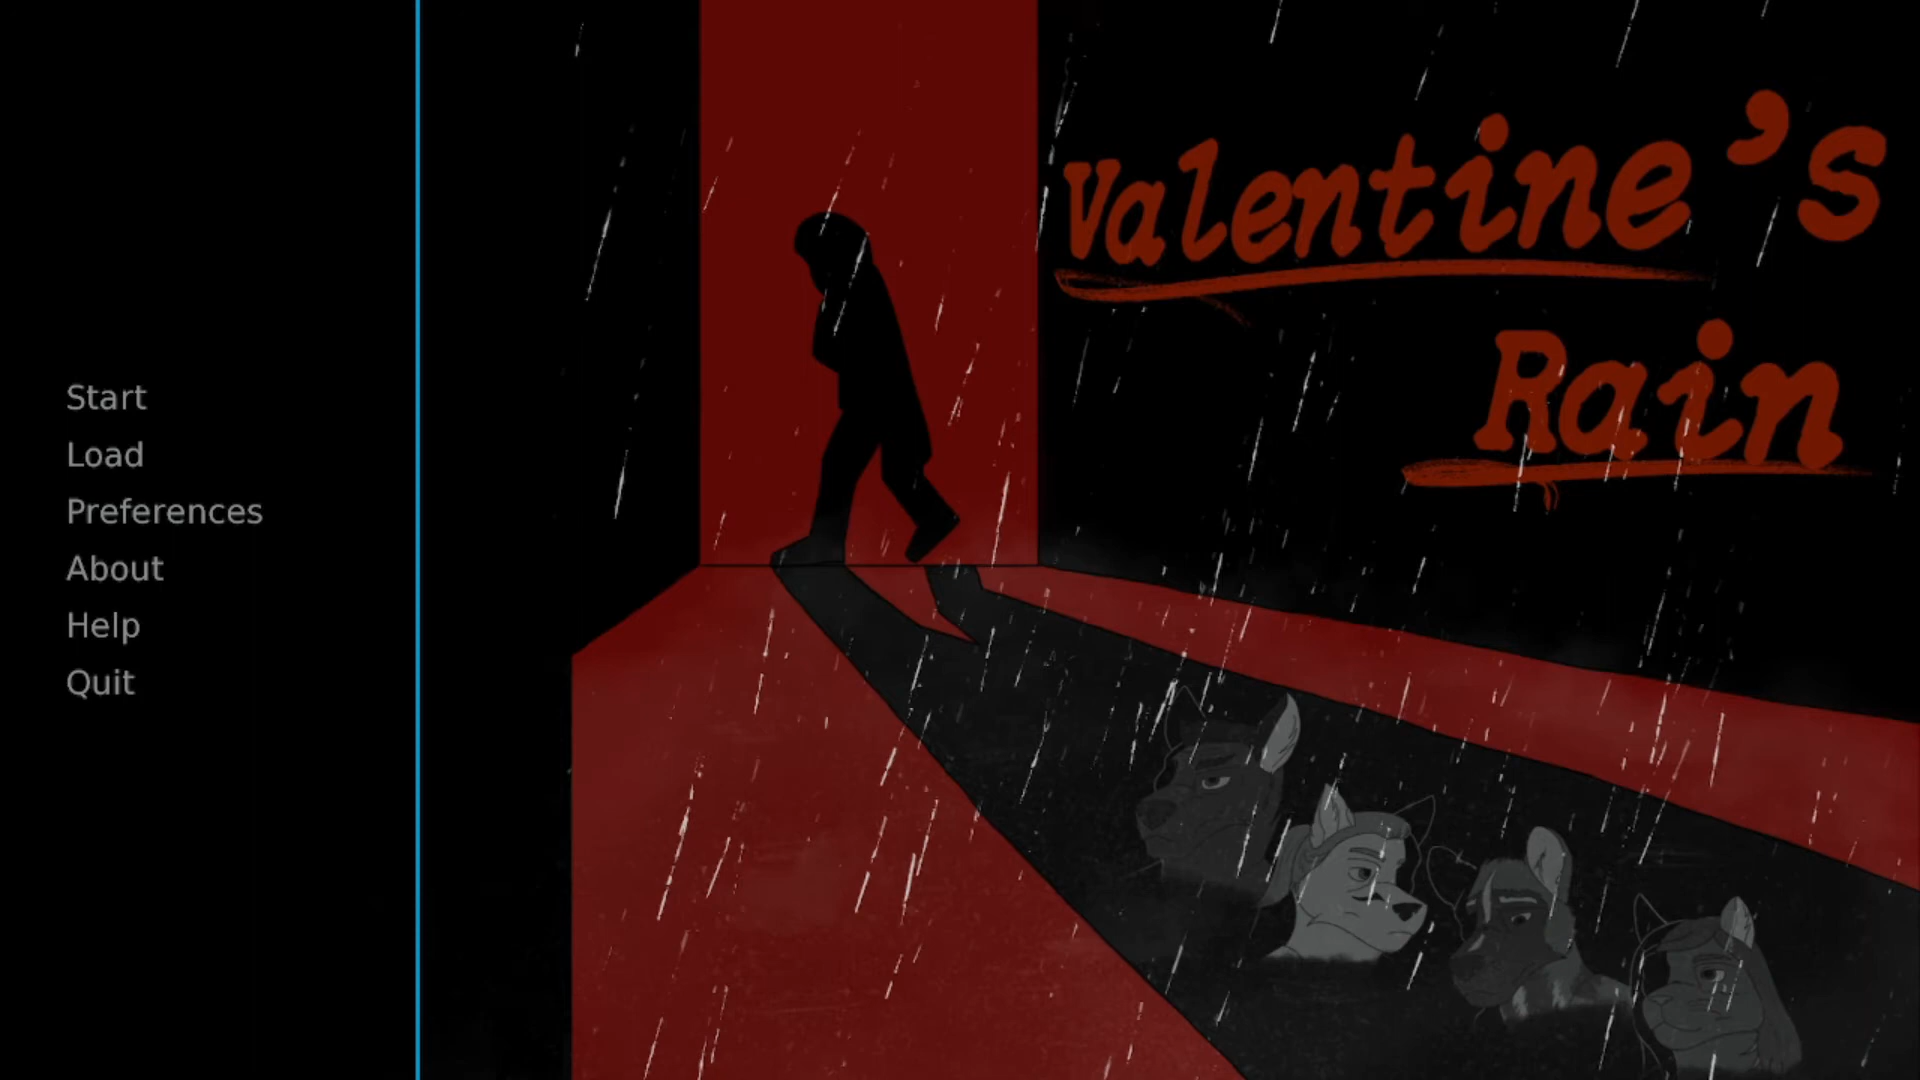 Valentine's
Rain
Start
Load
Preferences
About
Help
Quit